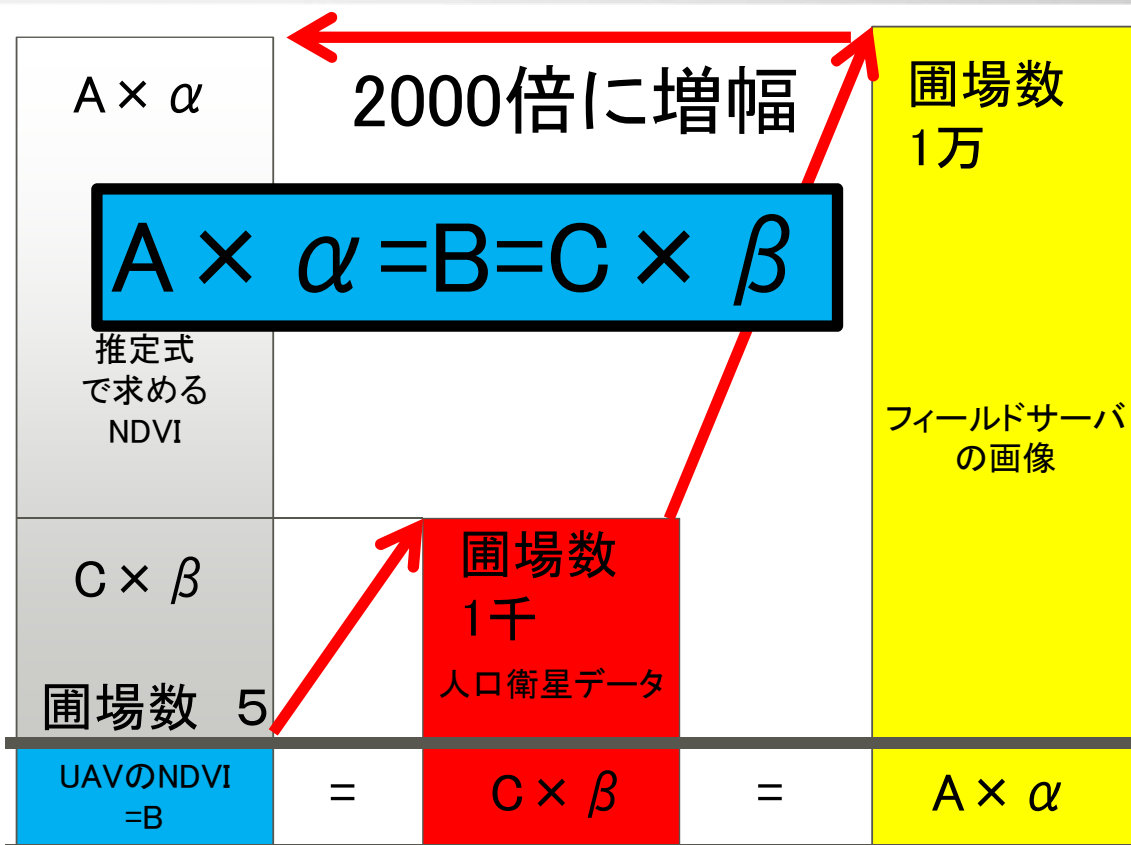 A × α
2000倍に増幅
圃場数
1万
A × α =B=C × β
推定式
で求める
NDVI
フィールドサーバ
の画像
C × β
圃場数 5
圃場数
1千
人口衛星データ
UAVのNDVI
=B
=
C × β
=
A × α